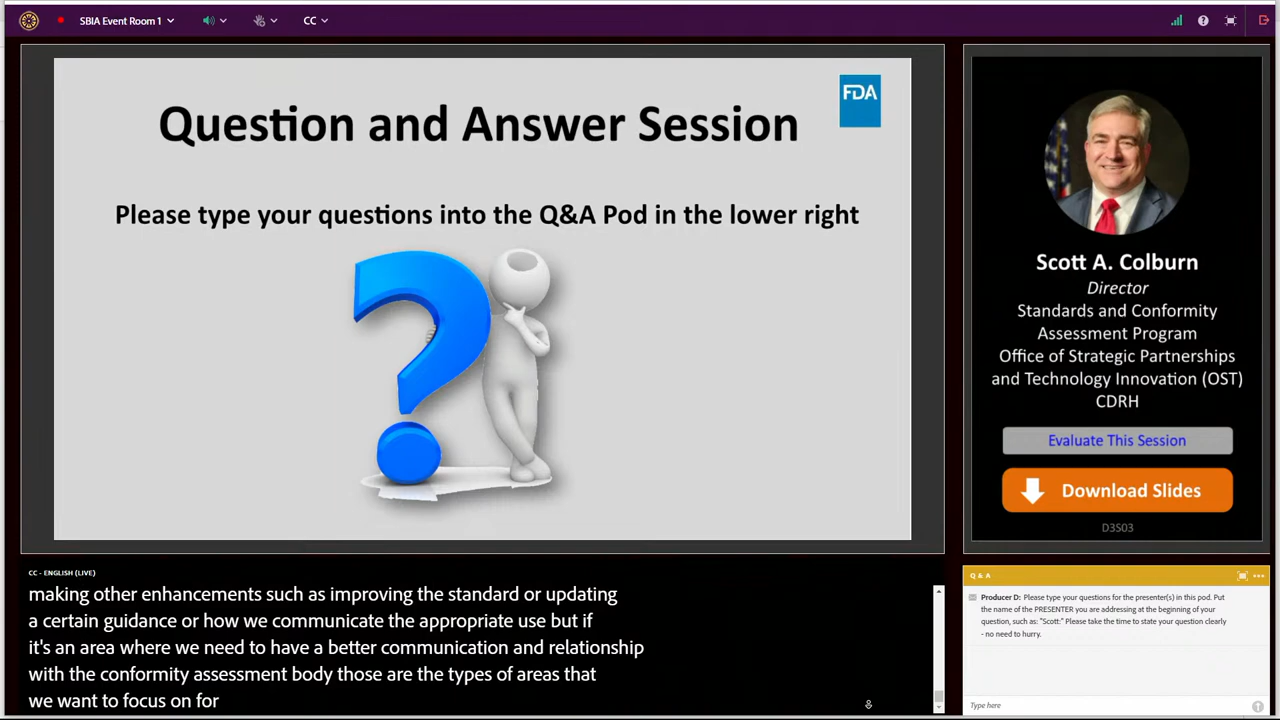 SBIA Event Room 1
CC
Question and Answer Session
FDA
Please type your questions into the Q&A Pod in the lower right
Scott A. Colburn
Director
Standards and Conformity
Assessment Program
Office of Strategic Partnerships
and Technology Innovation (OST)
CDRH
Evaluate This Session
Download Slides
D3S03
CC - ENGLISH (LIVE)
making other enhancements such as improving the standard or updating
a certain guidance or how we communicate the appropriate use but if
it's an area where we need to have a better communication and relationship
with the conformity assessment body those are the types of areas that
we want to focus on for
Q & A
Producer D: Please type your questions for the presenter(s) in this pod. Put
the name of the PRESENTER you are addressing at the beginning of your
question, such as: "Scott:" Please take the time to state your question clearly
- no need to hurry.
Type here